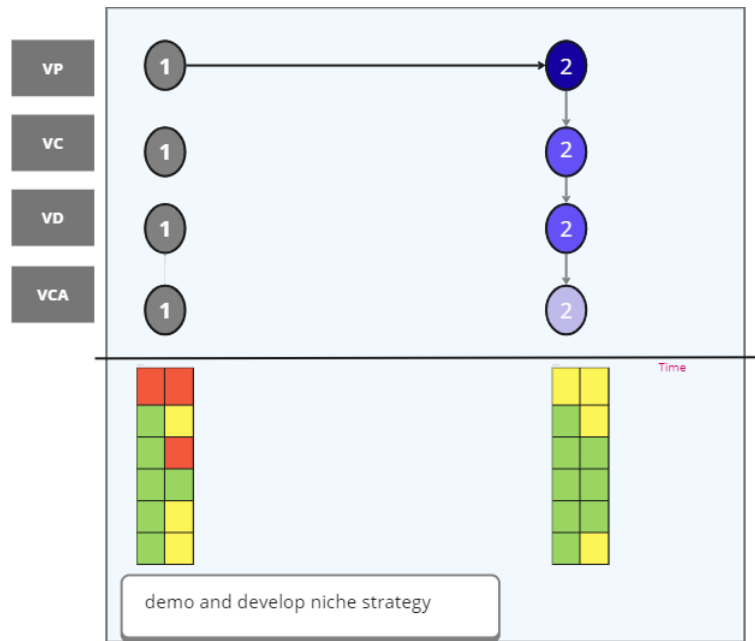 VP 1 2
VC 1 2
VD 1 2
VCA 1 2
Time
demo and develop niche strategy